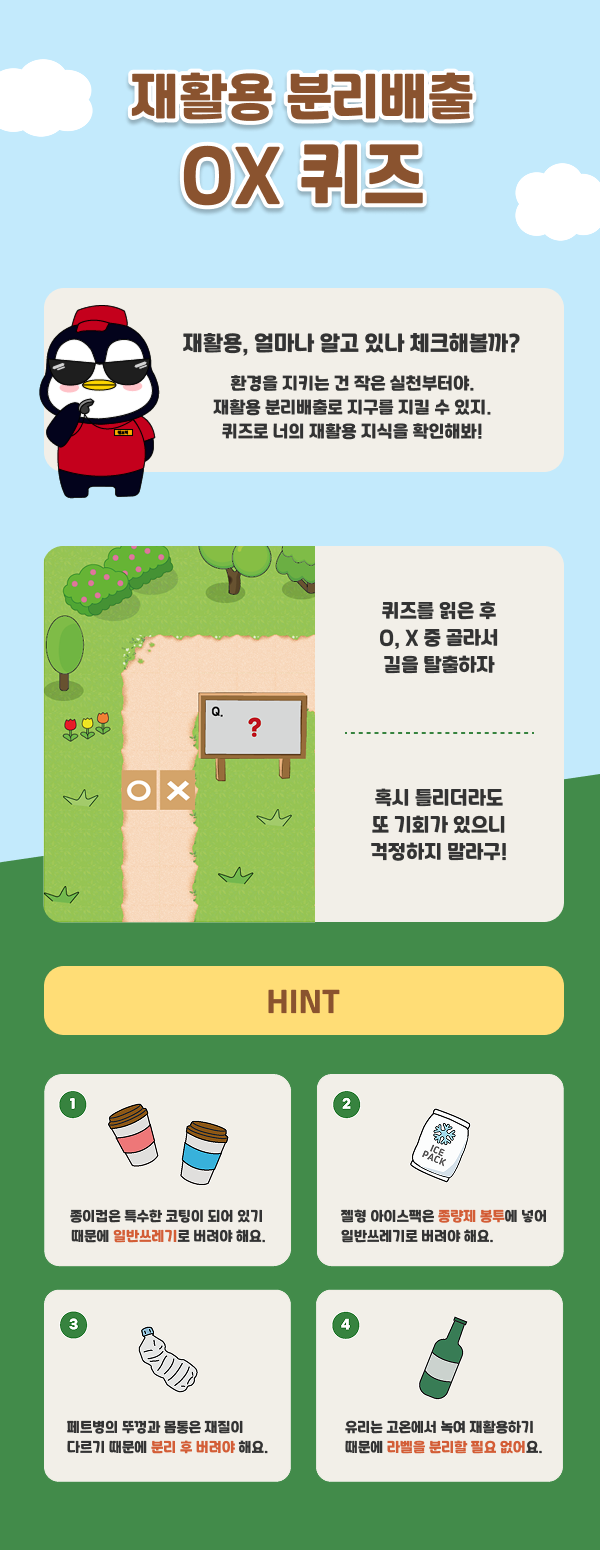 재활용 분리배출
OX 퀴즈
재활용, 얼마나 알고 있나 체크해볼까?
환경을 지키는 건 작은 실천부터야.
재활용 분리배출로 지구를 지킬 수 있지.
퀴즈로 너의 재활용 지식을 확인해봐!
퀴즈를 읽은 후
O, X 중 골라서
길을 탈출하자
Q.
?
O X
혹시 틀리더라도
또 기회가 있으니
걱정하지 말라구!
HINT
1
종이컵은 특수한 코팅이 되어 있기
때문에 일반쓰레기로 버려야 해요.
2
ICE
PACK
젤형 아이스팩은 종량제 봉투에 넣어
일반쓰레기로 버려야 해요.
3
페트병의 뚜껑과 몸통은 재질이
다르기 때문에 분리 후 버려야 해요.
4
유리는 고온에서 녹여 재활용하기
때문에 라벨을 분리할 필요 없어요.